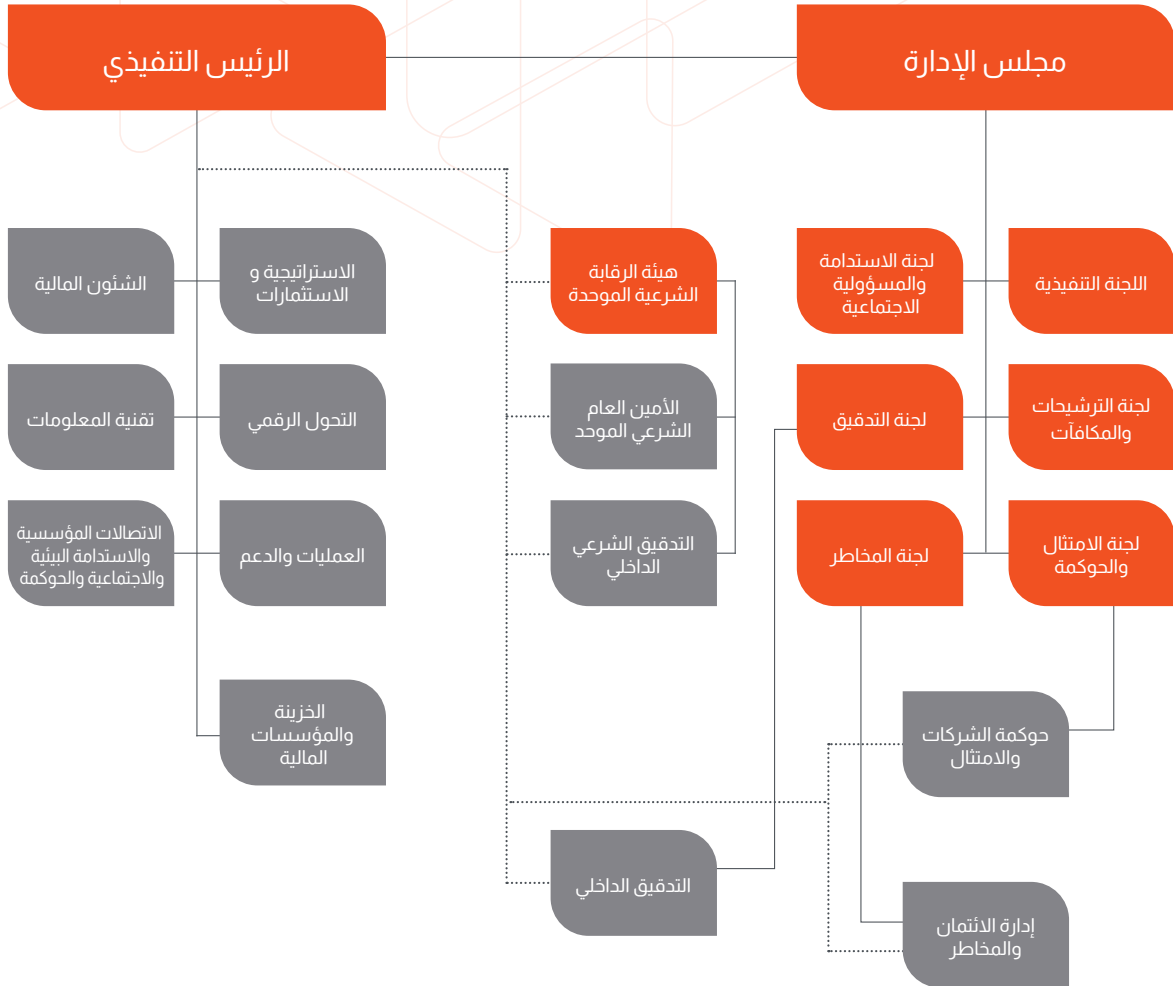 مجلس الإدارة
الرئيس التنفيذي
اللجنة التنفيذية
لجنة الاستدامة
والمسؤولية
الاجتماعية
هيئة الرقابة
الشرعية الموحدة
الاستراتيجية و
الاستثمارات
الشئون المالية
لجنة الترشيحات
والمكافآت
لجنة التدقيق
الأمين العام
الشرعي الموحد
التحول الرقمي
تقنية المعلومات
لجنة الامتثال
والحوكمة
لجنة المخاطر
التدقيق الشرعي
الداخلي
العمليات والدعم
الاتصالات المؤسسية
والاستدامة البيئية
والاجتماعية والحوكمة
حوكمة الشركات
والامتثال
الخزينة
والمؤسسات
المالية
التدقيق الداخلي
إدارة الائتمان
والمخاطر